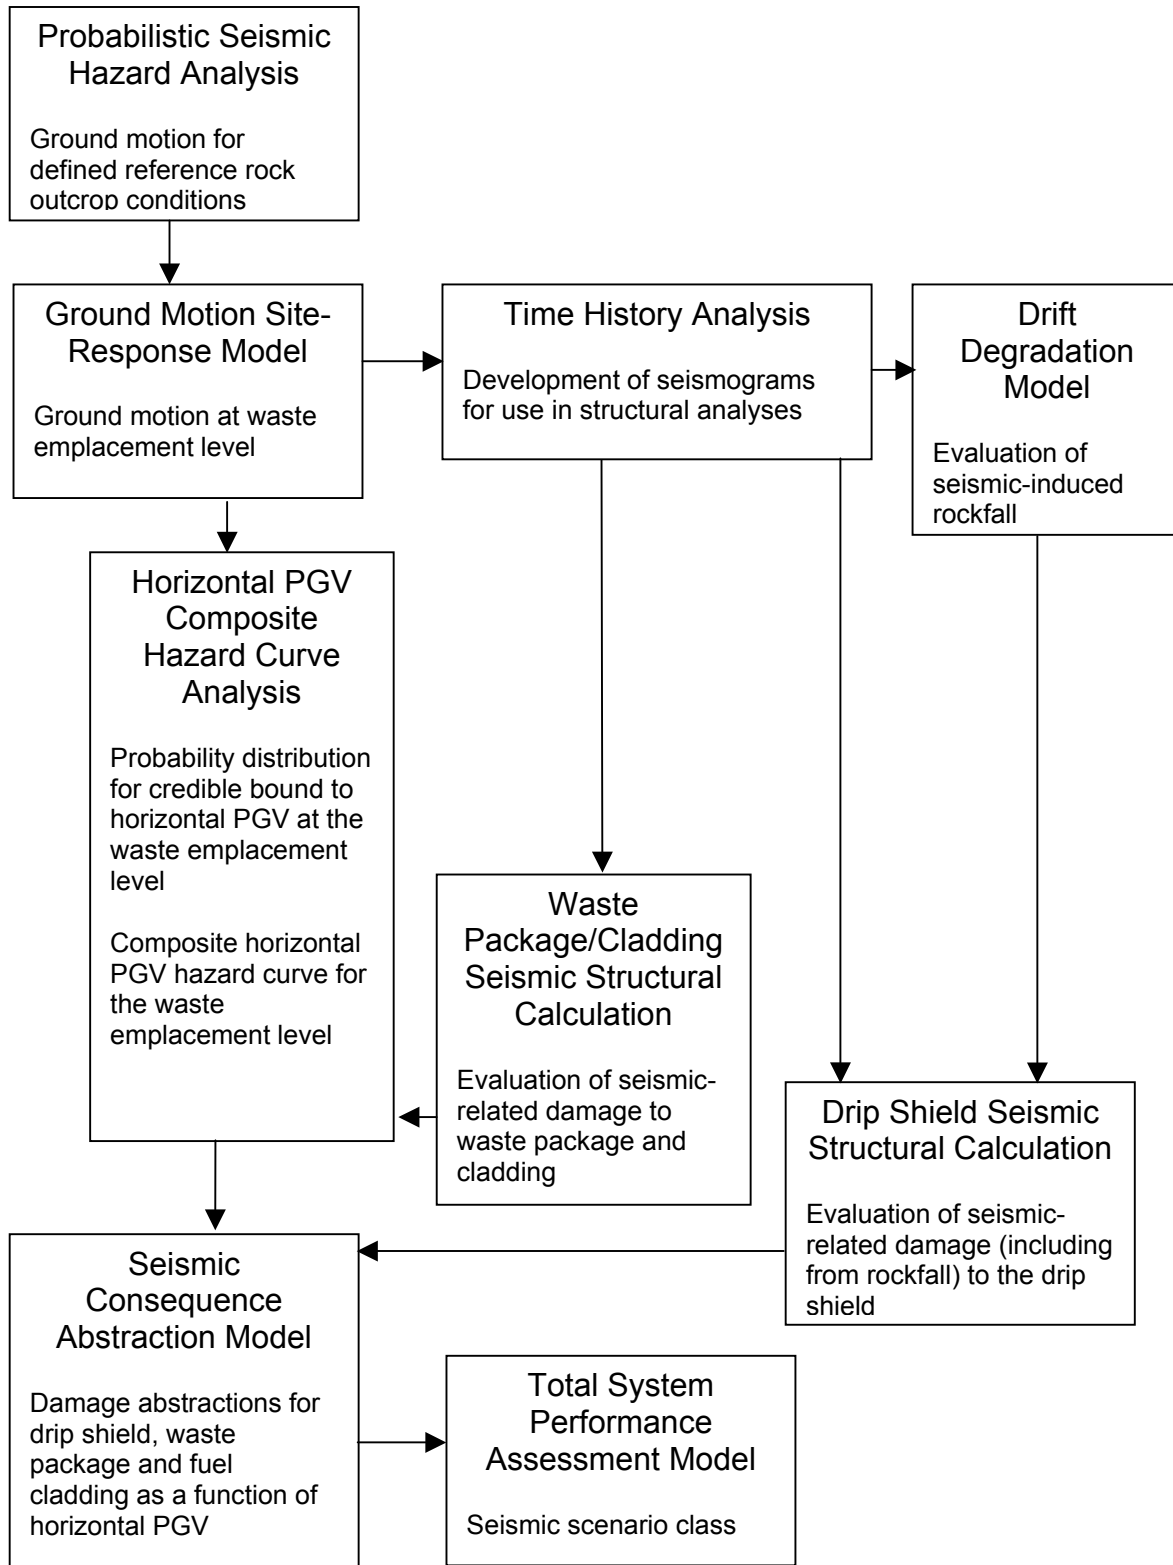 Probabilistic Seismic
Hazard Analysis
Ground motion for
defined reference rock
outcrop conditions
Ground Motion Site-
Response Model
Ground motion at waste
emplacement level
Time History Analysis
Development of seismograms
for use in structural analyses
Drift
Degradation
Model
Evaluation of
seismic-induced
rockfall
Horizontal PGV
Composite
Hazard Curve
Analysis
Probability distribution
for credible bound to
horizontal PGV at the
waste emplacement
level
Composite horizontal
PGV hazard curve for
the waste
emplacement level
Waste
Package/Cladding
Seismic Structural
Calculation
Evaluation of seismic-
related damage to
waste package and
cladding
Drip Shield Seismic
Structural Calculation
Evaluation of seismic-
related damage (including
from rockfall) to the drip
shield
Seismic
Consequence
Abstraction Model
Damage abstractions for
drip shield, waste
package and fuel
cladding as a function of
horizontal PGV
Total System
Performance
Assessment Model
Seismic scenario class